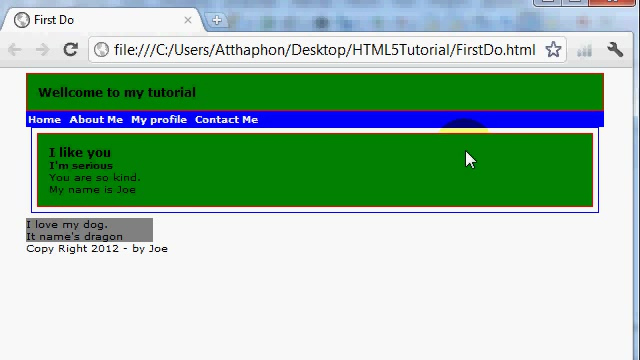 First Do
file:///C:/Users/Atthaphon/Desktop/HTML5Tutorial/FirstDo.html
Wellcome to my tutorial
Home About Me My profile Contact Me
I like you
I'm serious
You are so kind.
My name is Joe
I love my dog.
It name's dragon
Copy Right 2012 - by Joe